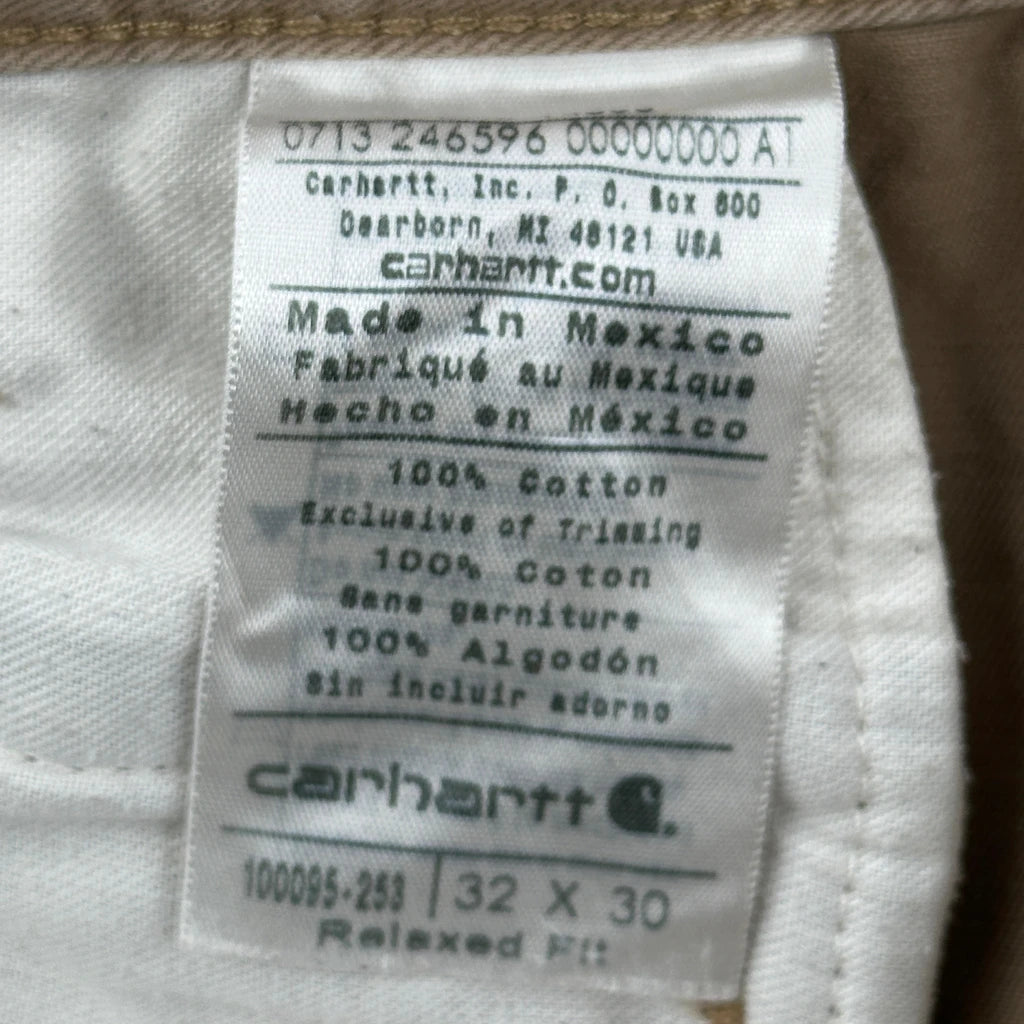 0713 246596 00000000 A1
Carhartt, Inc. P. O. Box 600
Dearborn, MI 48121 USA
carhartt.com
Made in Mexico
Fabriqué au Mexique
Hecho en México
100% Cotton
Exclusive of Trimming
100% Coton
Sans garniture
100% Algodón
Sin incluir adorno
carhartt
100095-253 | 32 X 30
Relaxed Fit